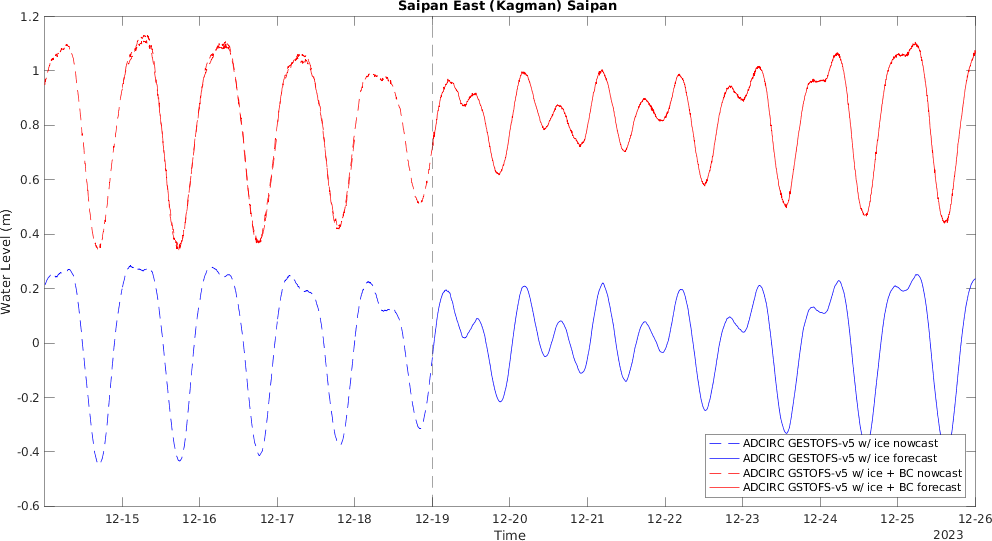 Saipan East (Kagman) Saipan
1.2
1
0.8
0.6
0.4
0.2
0
-0.2
-0.4
-0.6
Water Level (m)
ADCIRC GESTOFS-v5 w/ ice nowcast
ADCIRC GESTOFS-v5 w/ ice forecast
ADCIRC GSTOFS-v5 w/ ice + BC nowcast
ADCIRC GSTOFS-v5 w/ ice + BC forecast
12-15 12-16 12-17 12-18 12-19 12-20 12-21 12-22 12-23 12-24 12-25 12-26
Time
2023